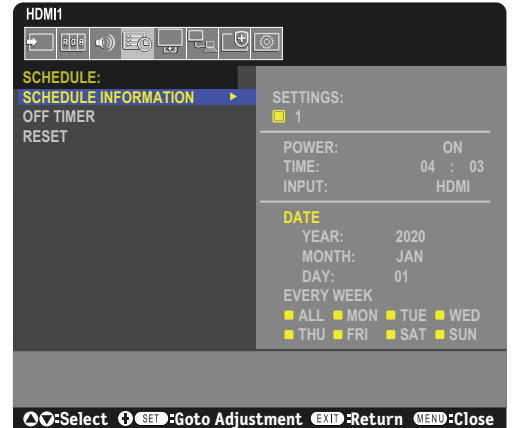 HDMI1
RGB
SCHEDULE:
SCHEDULE INFORMATION
OFF TIMER
RESET
SETTINGS:
1
POWER: ON
TIME: 04 : 03
INPUT: HDMI
DATE
YEAR: 2020
MONTH: JAN
DAY: 01
EVERY WEEK
ALL MON TUE WED
THU FRI SAT SUN
:Select SET :Goto Adjustment EXIT :Return MENU :Close